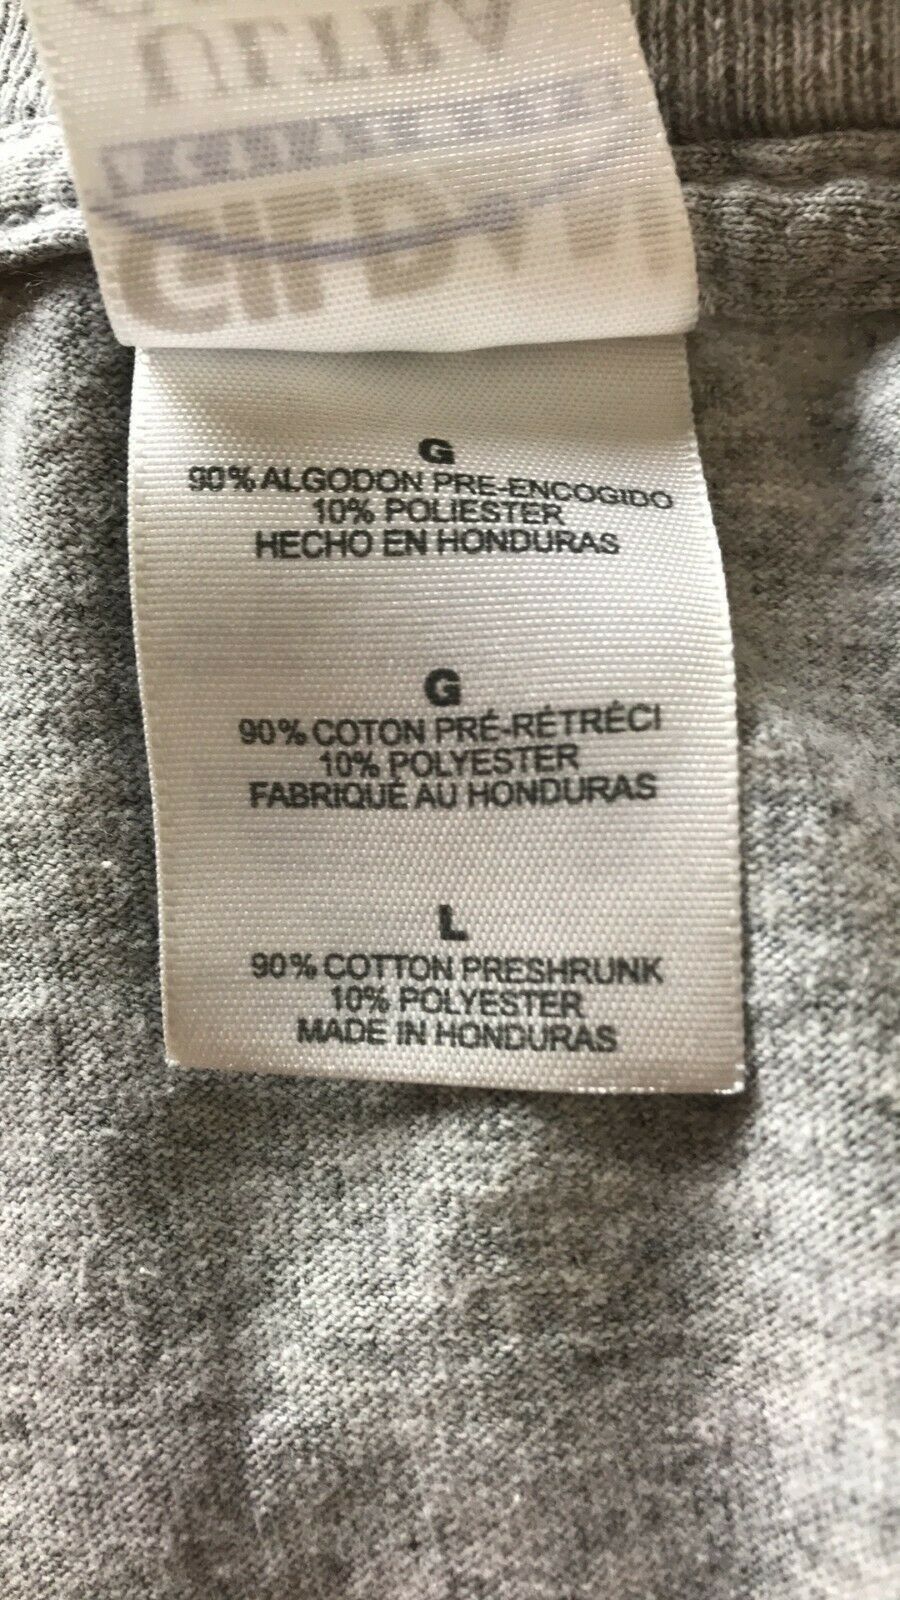 G
90% ALGODON PRE-ENCOGIDO
10% POLIESTER
HECHO EN HONDURAS
G
90% COTON PRÉ-RÉTRÉCI
10% POLYESTER
FABRIQUÉ AU HONDURAS
L
90% COTTON PRESHRUNK
10% POLYESTER
MADE IN HONDURAS